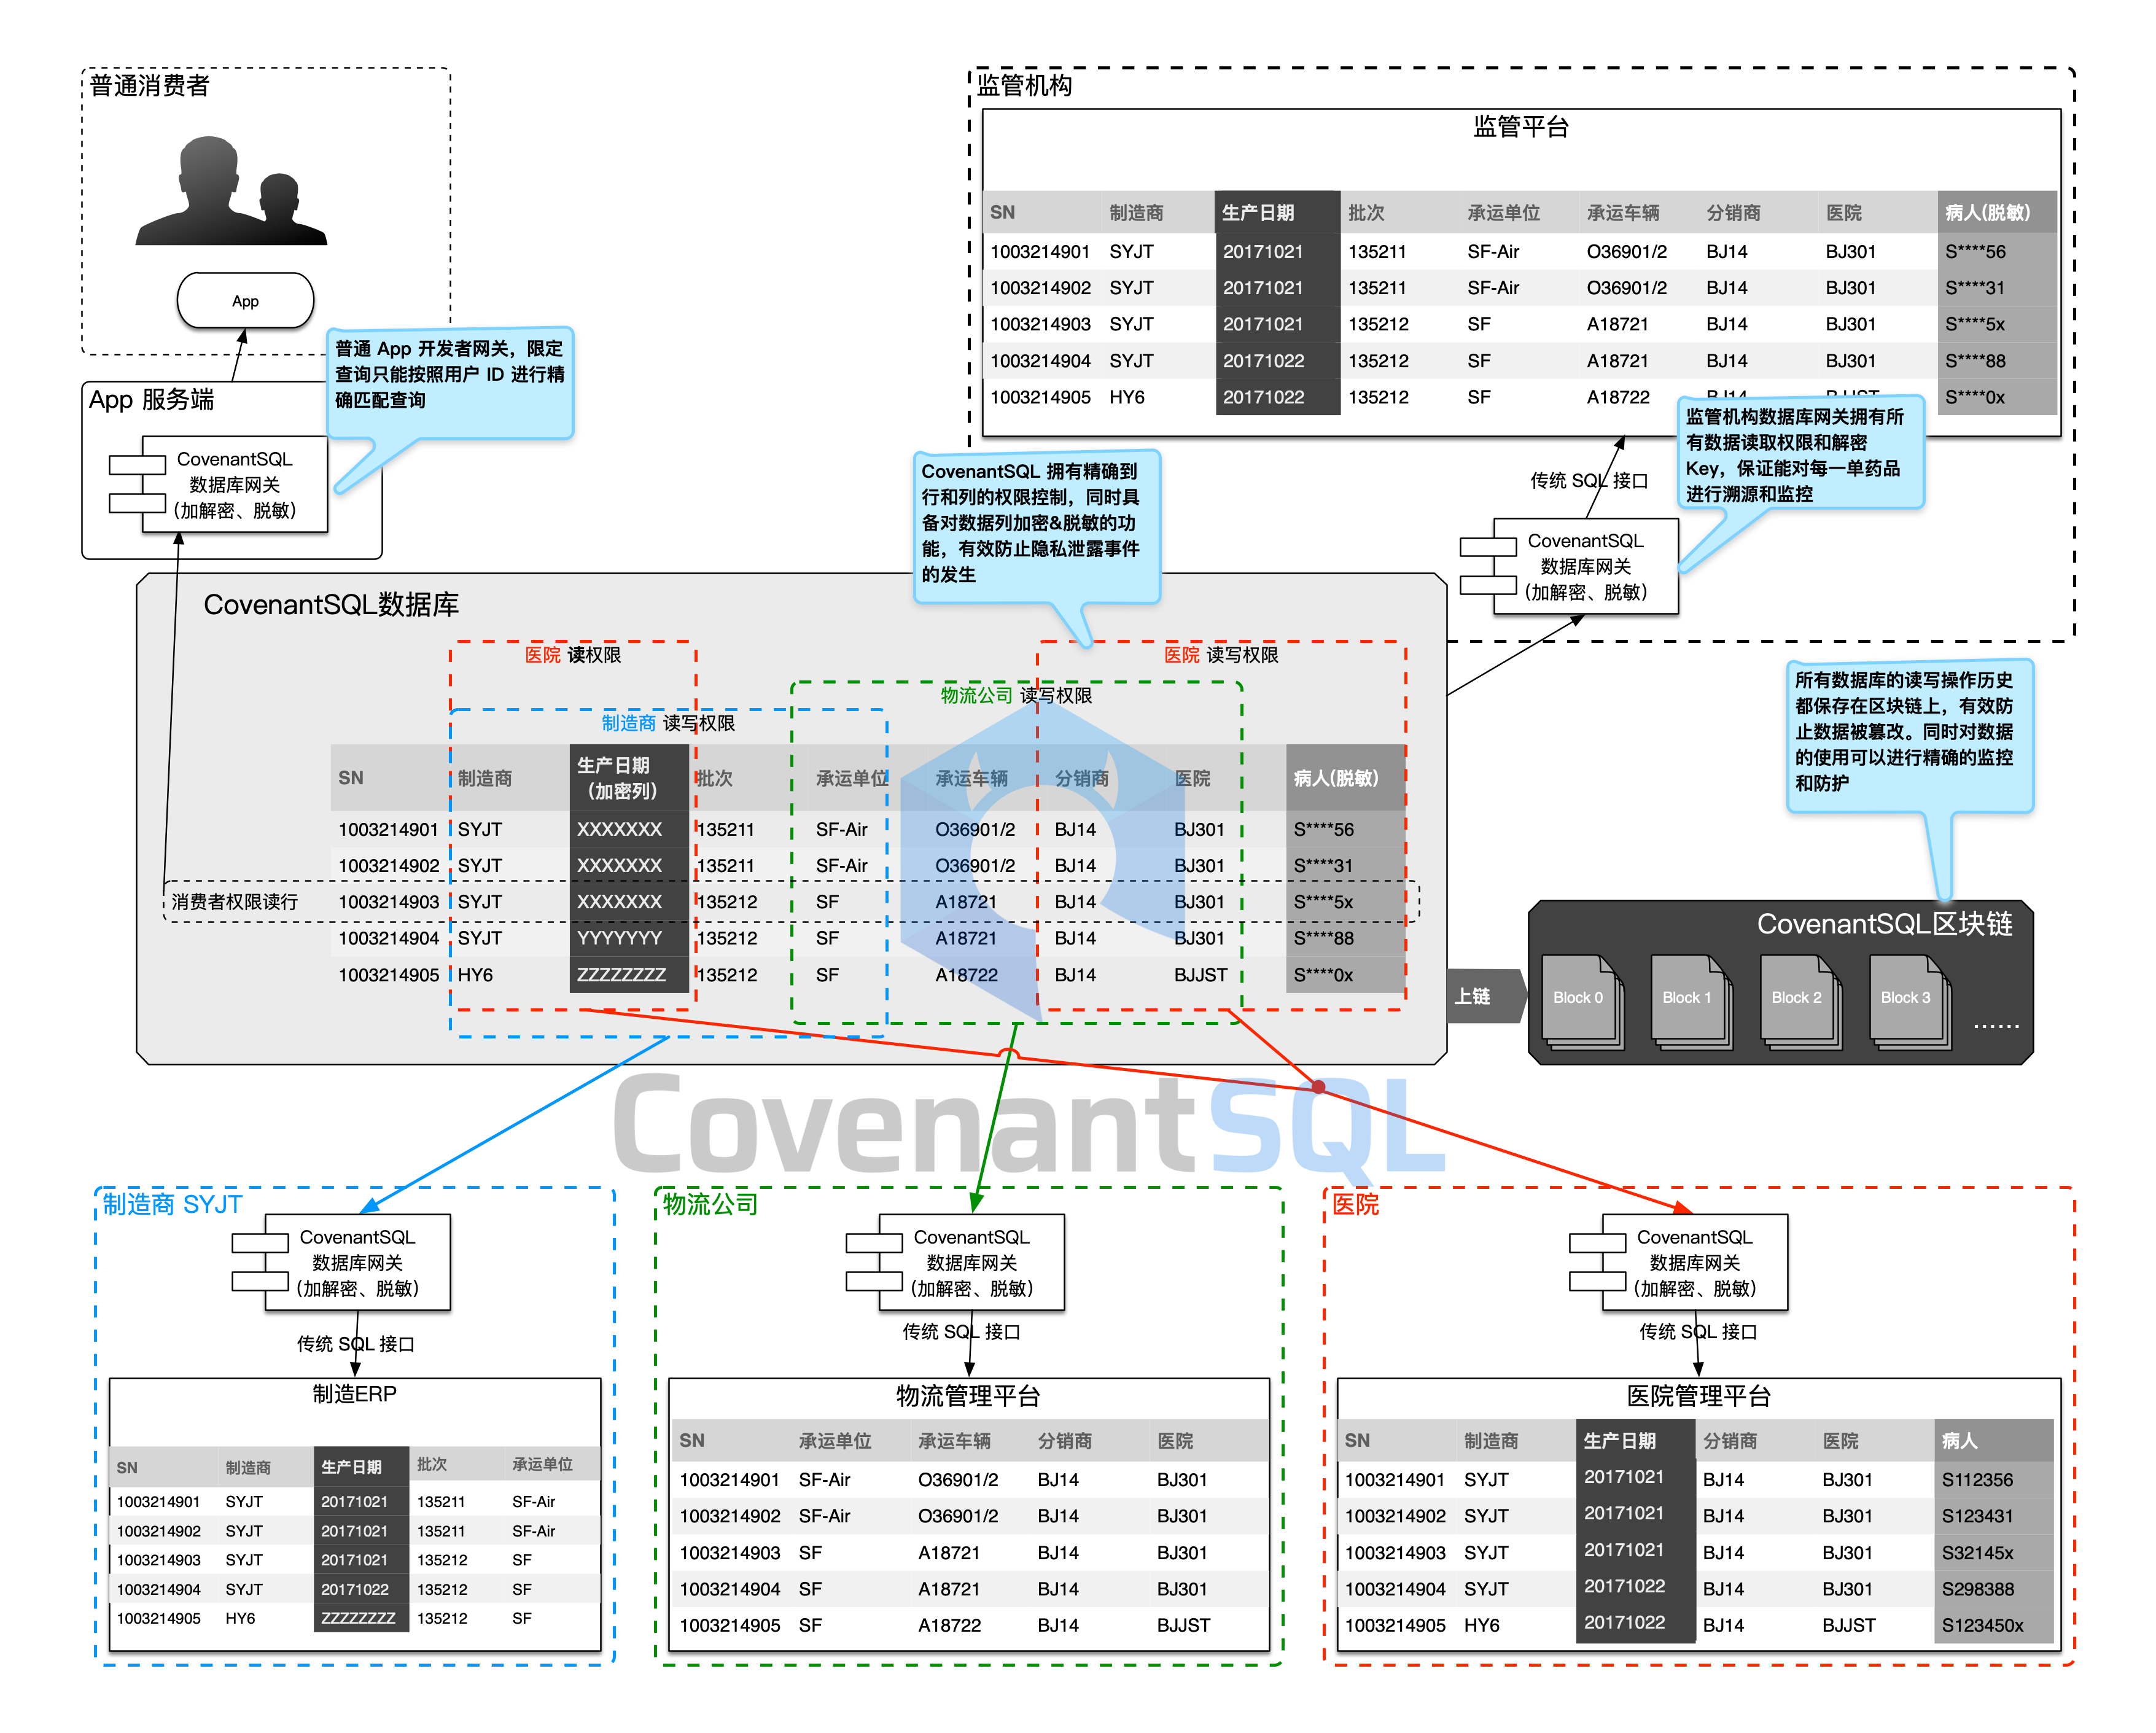 普通消费者
App
普通 App 开发者网关，限定
查询只能按照用户 ID 进行精
确匹配查询
App 服务端
CovenantSQL
数据库网关
(加解密、脱敏)
监管机构
监管平台
SN 制造商 生产日期 批次 承运单位 承运车辆 分销商 医院 病人(脱敏)
1003214901 SYJT 20171021 135211 SF-Air O36901/2 BJ14 BJ301 S****56
1003214902 SYJT 20171021 135211 SF-Air O36901/2 BJ14 BJ301 S****31
1003214903 SYJT 20171021 135212 SF A18721 BJ14 BJ301 S****5x
1003214904 SYJT 20171022 135212 SF A18721 BJ14 BJ301 S****88
1003214905 HY6 20171022 135212 SF A18722 BJ14 BJJST S****0x
监管机构数据库网关拥有所
有数据读取权限和解密
Key，保证能对每一单药品
进行溯源和监控
传统 SQL 接口
CovenantSQL
数据库网关
(加解密、脱敏)
CovenantSQL 拥有精确到
行和列的权限控制，同时具
备对数据列加密&脱敏的功
能，有效防止隐私泄露事件
的发生
CovenantSQL数据库
医院 读权限
医院 读写权限
物流公司 读写权限
制造商 读写权限
SN 制造商 生产日期 批次 承运单位 承运车辆 分销商 医院 病人(脱敏)
（加密列）
1003214901 SYJT XXXXXXX 135211 SF-Air O36901/2 BJ14 BJ301 S****56
1003214902 SYJT XXXXXXX 135211 SF-Air O36901/2 BJ14 BJ301 S****31
消费者权限读行 1003214903 SYJT XXXXXXX 135212 SF A18721 BJ14 BJ301 S****5x
1003214904 SYJT YYYYYYY 135212 SF A18721 BJ14 BJ301 S****88
1003214905 HY6 ZZZZZZZZ 135212 SF A18722 BJ14 BJJST S****0x
所有数据库的读写操作历史
都保存在区块链上，有效防
止数据被篡改。同时对数据
的使用可以进行精确的监控
和防护
上链
CovenantSQL区块链
Block 0 Block 1 Block 2 Block 3 ......
CovenantSQL
制造商 SYJT
CovenantSQL
数据库网关
(加解密、脱敏)
传统 SQL 接口
制造ERP
SN 制造商 生产日期 批次 承运单位
1003214901 SYJT 20171021 135211 SF-Air
1003214902 SYJT 20171021 135211 SF-Air
1003214903 SYJT 20171021 135212 SF
1003214904 SYJT 20171022 135212 SF
1003214905 HY6 ZZZZZZZZ 135212 SF
物流公司
CovenantSQL
数据库网关
(加解密、脱敏)
传统 SQL 接口
物流管理平台
SN 承运单位 承运车辆 分销商 医院
1003214901 SF-Air O36901/2 BJ14 BJ301
1003214902 SF-Air O36901/2 BJ14 BJ301
1003214903 SF A18721 BJ14 BJ301
1003214904 SF A18721 BJ14 BJ301
1003214905 SF A18722 BJ14 BJJST
医院
CovenantSQL
数据库网关
(加解密、脱敏)
传统 SQL 接口
医院管理平台
SN 制造商 生产日期 分销商 医院 病人
1003214901 SYJT 20171021 BJ14 BJ301 S112356
1003214902 SYJT 20171021 BJ14 BJ301 S123431
1003214903 SYJT 20171021 BJ14 BJ301 S32145x
1003214904 SYJT 20171022 BJ14 BJ301 S298388
1003214905 HY6 20171022 BJ14 BJJST S123450x